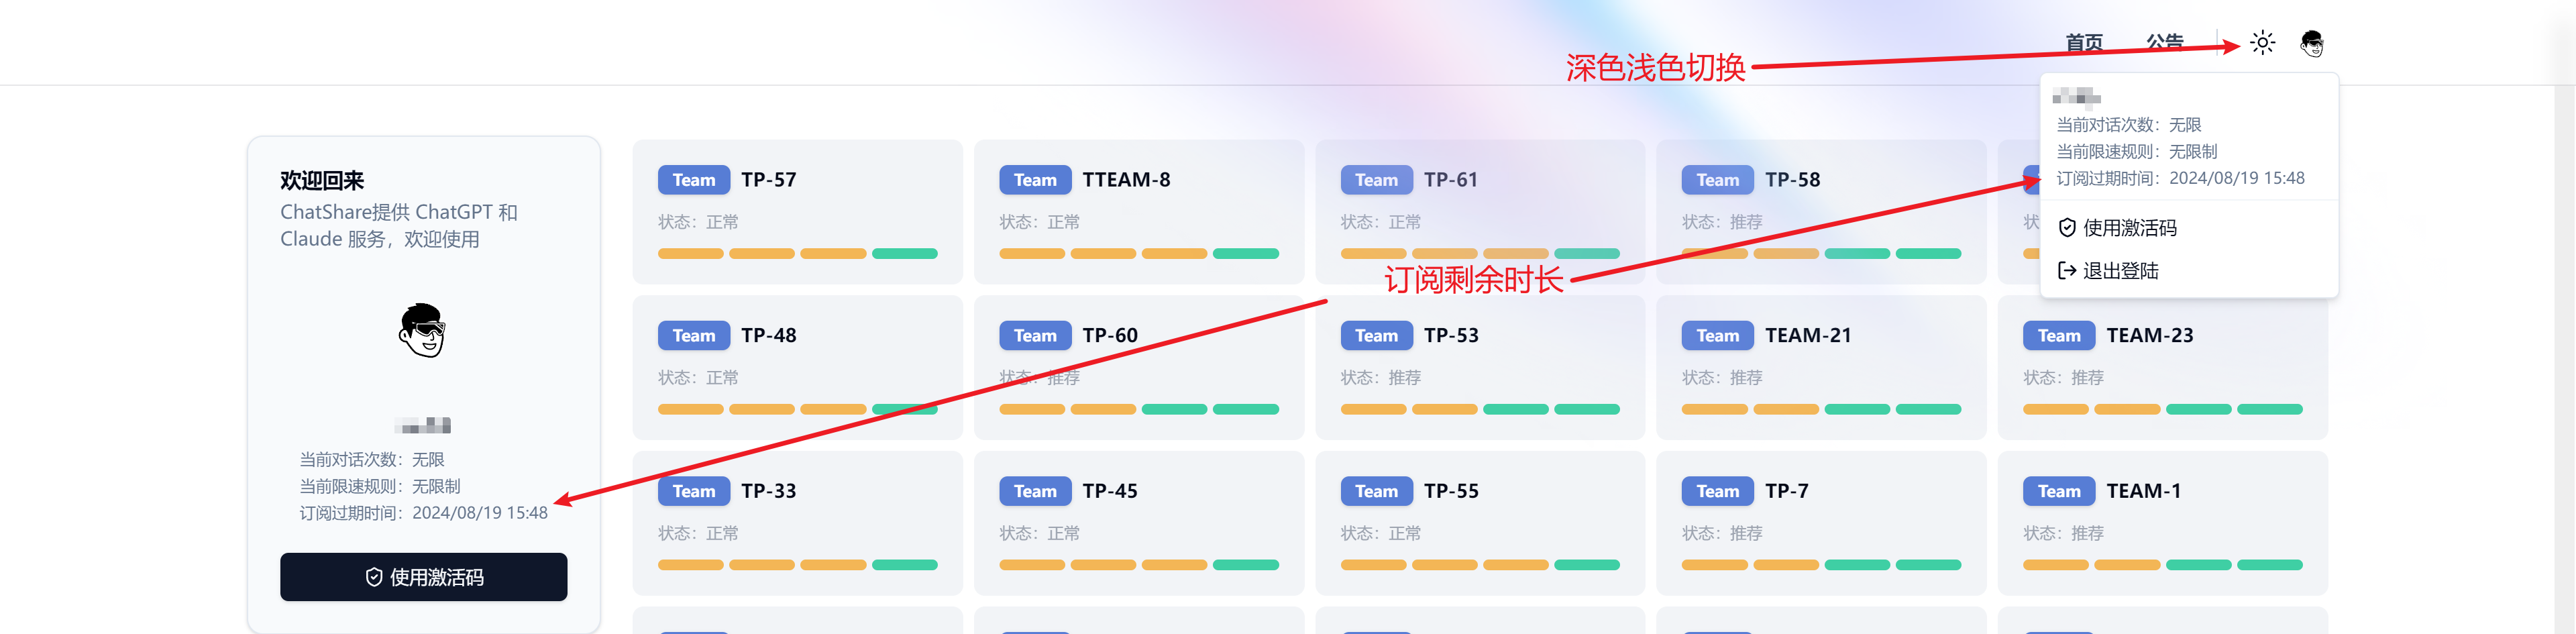 首页
公告
深色浅色切换
当前对话次数：无限
当前限速规则：无限制
订阅过期时间：2024/08/19 15:48
使用激活码
退出登陆
欢迎回来
ChatShare提供 ChatGPT 和
Claude 服务，欢迎使用
当前对话次数：无限
当前限速规则：无限制
订阅过期时间：2024/08/19 15:48
使用激活码
Team TP-57
状态：正常
Team TTEAM-8
状态：正常
Team TP-61
状态：正常
Team TP-58
状态：推荐
订阅剩余时长
Team TP-48
状态：正常
Team TP-60
状态：推荐
Team TP-53
状态：推荐
Team TEAM-21
状态：推荐
Team TEAM-23
状态：推荐
Team TP-33
状态：正常
Team TP-45
状态：正常
Team TP-55
状态：正常
Team TP-7
状态：推荐
Team TEAM-1
状态：推荐